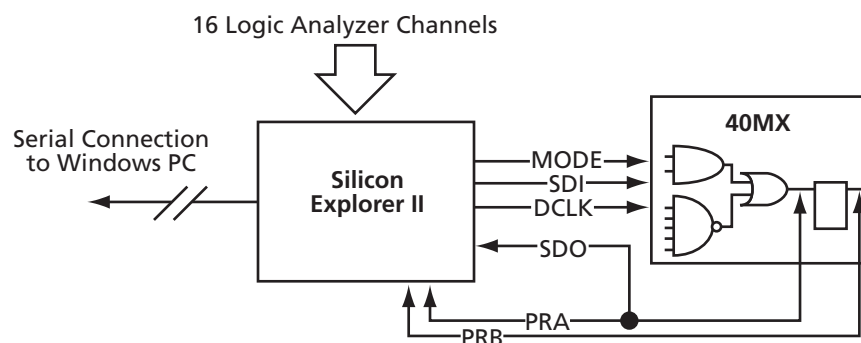 16 Logic Analyzer Channels
Serial Connection
to Windows PC
Silicon
Explorer II
MODE
SDI
DCLK
SDO
PRA
PRB
40MX